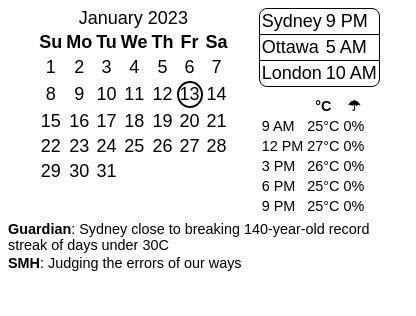 January 2023
Su Mo Tu We Th Fr Sa
1 2 3 4 5 6 7
8 9 10 11 12 13 14
15 16 17 18 19 20 21
22 23 24 25 26 27 28
29 30 31
Sydney 9 PM
Ottawa 5 AM
London 10 AM
°C ☂
9 AM 25°C 0%
12 PM 27°C 0%
3 PM 26°C 0%
6 PM 25°C 0%
9 PM 25°C 0%
Guardian: Sydney close to breaking 140-year-old record
streak of days under 30C
SMH: Judging the errors of our ways